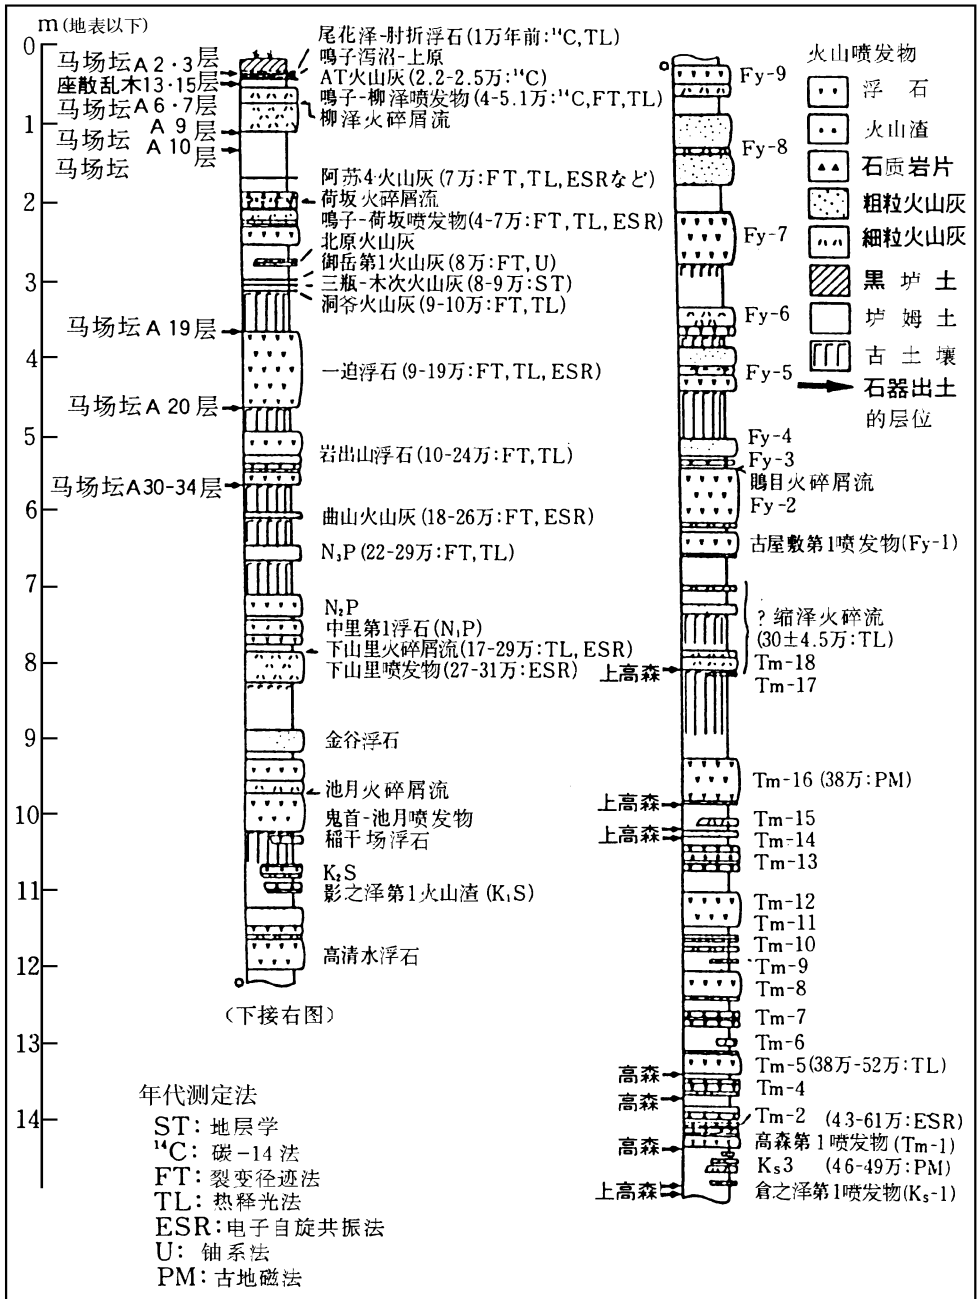 m (地表以下)
0
1
2
3
4
5
6
7
8
9
10
11
12
13
14
马场坛A2·3层
座散乱木13·15层
马场坛A6·7层
马场坛 A9层
马场坛 A10层
马场坛A19层
马场坛A20层
马场坛A30-34层
尾花泽-肘折浮石(1万年前:¹⁴C,TL)
鸣子泻沼-上原
AT火山灰(2.2-2.5万:¹⁴C)
鸣子-柳泽喷发物(4-5.1万:¹⁴C,FT,TL)
柳泽火碎屑流
阿苏4·火山灰(7万:FT,TL,ESRなど)
荷坂火碎屑流
鸣子-荷坂喷发物(4-7万:FT,TL,ESR)
北原火山灰
御岳第1火山灰(8万:FT,U)
三瓶-木次火山灰(8-9万:ST)
洞爷火山灰(9-10万:FT,TL)
一迫浮石(9-19万:FT,TL,ESR)
岩出山浮石(10-24万:FT,TL)
曲山火山灰(18-26万:FT,ESR)
N₃P(22-29万:FT,TL)
N₂P
中里第1浮石(N₁P)
下山里火碎屑流(17-29万:TL,ESR)
下山里喷发物(27-31万:ESR)
金谷浮石
池月火碎屑流
鬼首-池月喷发物
稲干场浮石
K₂S
影之泽第1火山渣(K₁S)
高清水浮石
(下接右图)
年代测定法
ST:地层学
¹⁴C:碳-14法
FT:裂变径迹法
TL:热释光法
ESR:电子自旋共振法
U:铀系法
PM:古地磁法
Fy-9
Fy-8
Fy-7
Fy-6
Fy-5
Fy-4
Fy-3
鴫目火碎屑流
Fy-2
古屋敷第1喷发物(Fy-1)
?缩泽火碎流
(30±4.5万:TL)
上高森
Tm-18
Tm-17
Tm-16(38万:PM)
上高森
Tm-15
上高森
Tm-14
Tm-13
Tm-12
Tm-11
Tm-10
Tm-9
Tm-8
Tm-7
Tm-6
Tm-5(38万-52万:TL)
高森
Tm-4
高森
Tm-2 (43-61万:ESR)
高森第1喷发物(Tm-1)
高森
Ks3 (46-49万:PM)
上高森
倉之泽第1喷发物(Ks-1)
火山喷发物
浮石
火山渣
石质岩片
粗粒火山灰
細粒火山灰
黑垆土
垆姆土
古土壤
石器出土
的层位